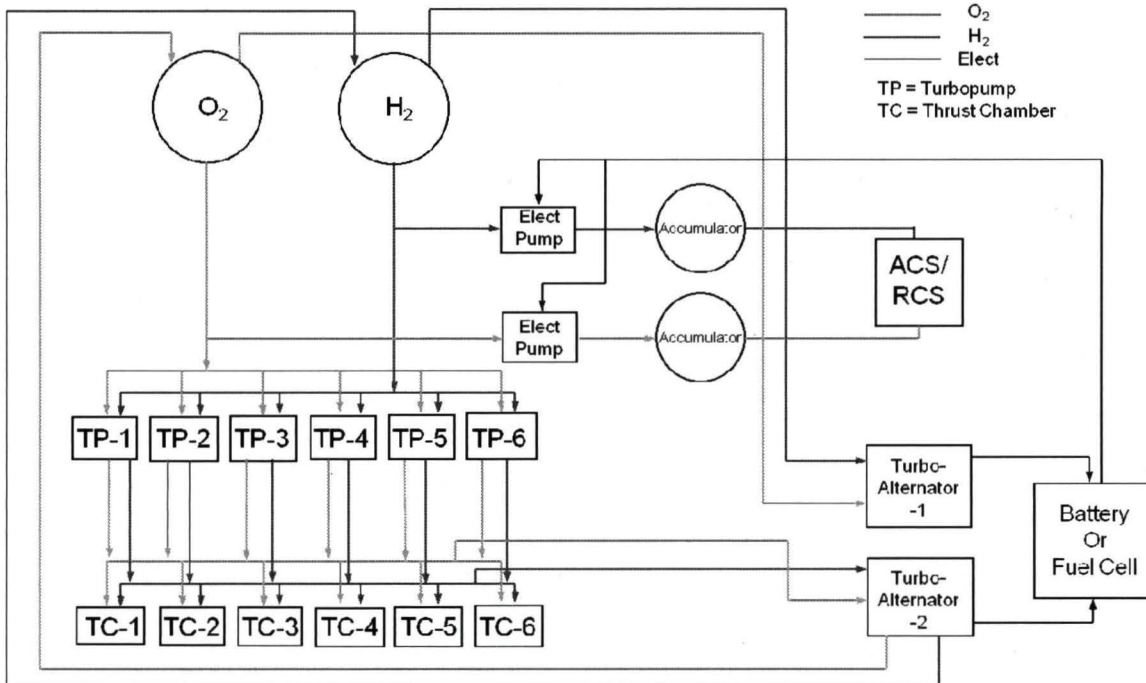 O₂
H₂
Elect
TP = Turbopump
TC = Thrust Chamber
O₂
H₂
Elect
Pump
Accumulator
ACS/
RCS
Elect
Pump
Accumulator
TP-1
TP-2
TP-3
TP-4
TP-5
TP-6
Turbo-
Alternator
-1
Battery
Or
Fuel Cell
Turbo-
Alternator
-2
TC-1
TC-2
TC-3
TC-4
TC-5
TC-6